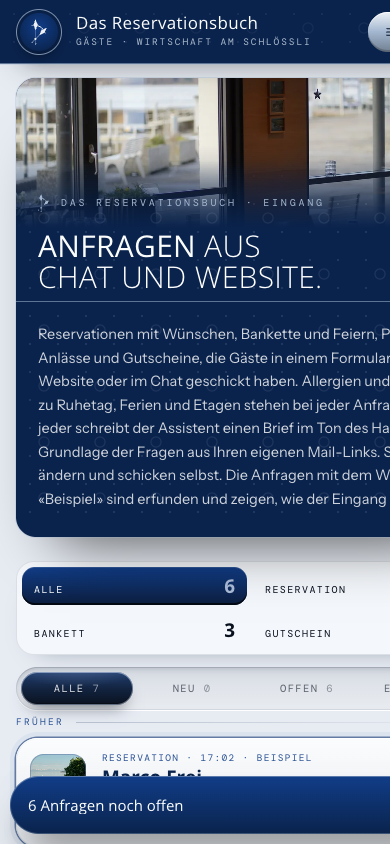 Das Reservationsbuch
GÄSTE · WIRTSCHAFT AM SCHLÖSSLI
DAS RESERVATIONSBUCH · EINGANG
ANFRAGEN AUS
CHAT UND WEBSITE.
Reservationen mit Wünschen, Bankette und Feiern, P
Anlässe und Gutscheine, die Gäste in einem Formular
Website oder im Chat geschickt haben. Allergien und
zu Ruhetag, Ferien und Etagen stehen bei jeder Anfra
jeder schreibt der Assistent einen Brief im Ton des Ha
Grundlage der Fragen aus Ihren eigenen Mail-Links. S
ändern und schicken selbst. Die Anfragen mit dem W
«Beispiel» sind erfunden und zeigen, wie der Eingang
ALLE 6 RESERVATION
BANKETT 3 GUTSCHEIN
ALLE 7 NEU 0 OFFEN 6 E
FRÜHER
RESERVATION · 17:02 · BEISPIEL
Marco Frei
6 Anfragen noch offen